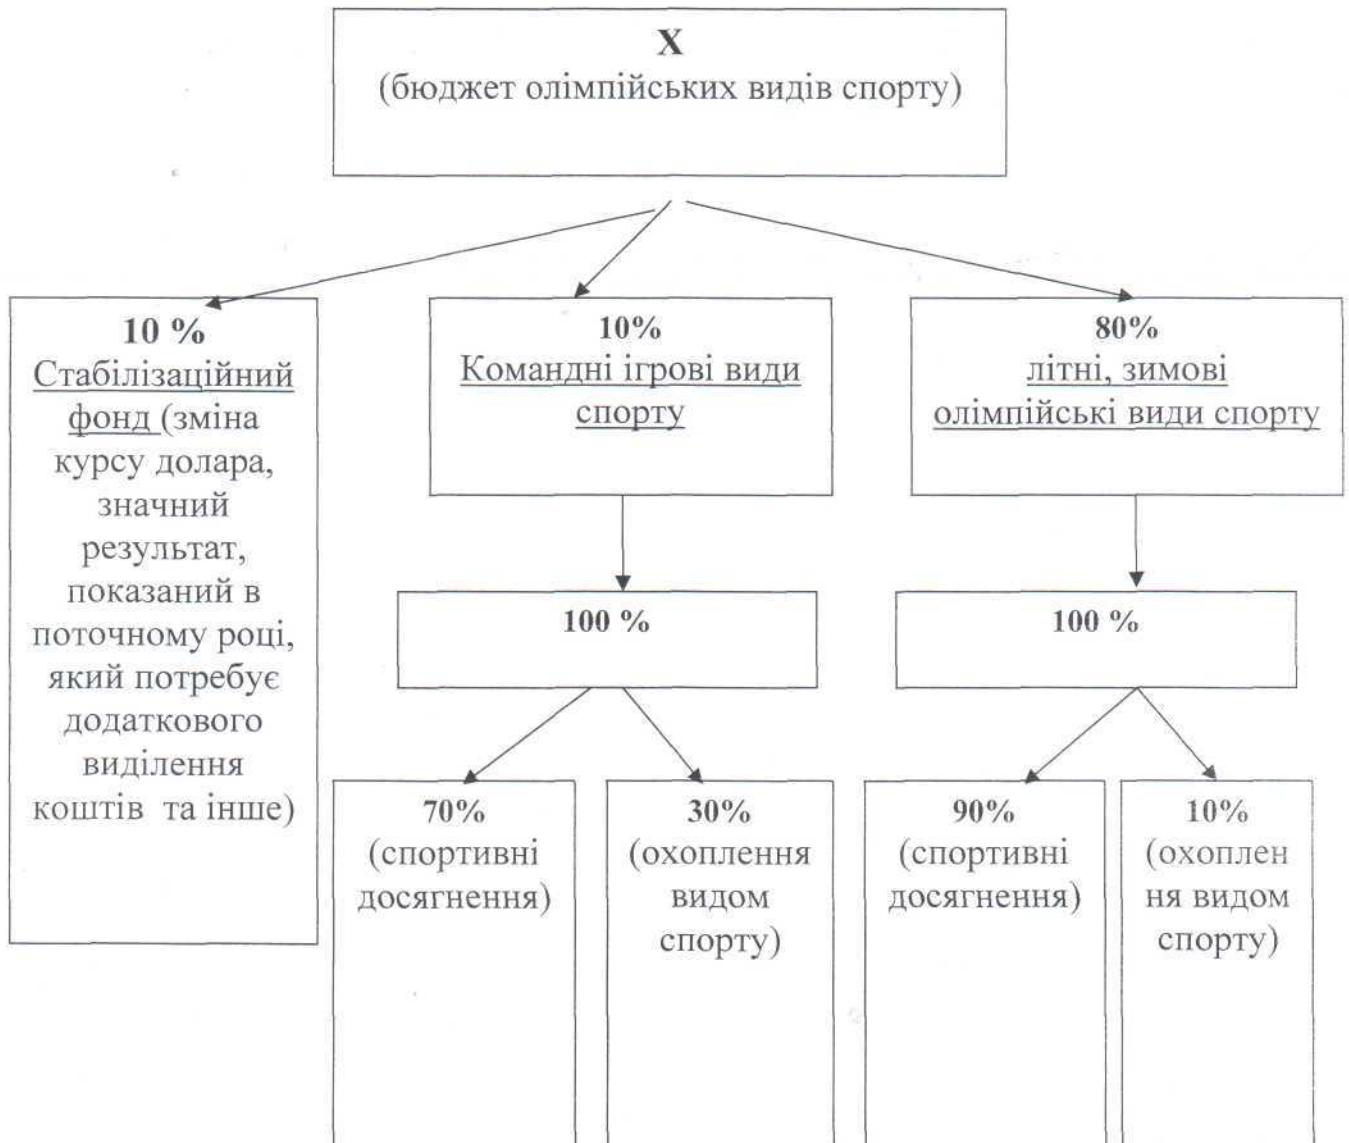 X
(бюджет олімпійських видів спорту)
10 %
Стабілізаційний
фонд (зміна
курсу долара,
значний
результат,
показаний в
поточному році,
який потребує
додаткового
виділення
коштів та інше)
10%
Командні ігрові види
спорту
80%
літні, зимові
олімпійські види спорту
100 %
100 %
70%
(спортивні
досягнення)
30%
(охоплення
видом
спорту)
90%
(спортивні
досягнення)
10%
(охоплен
ня видом
спорту)